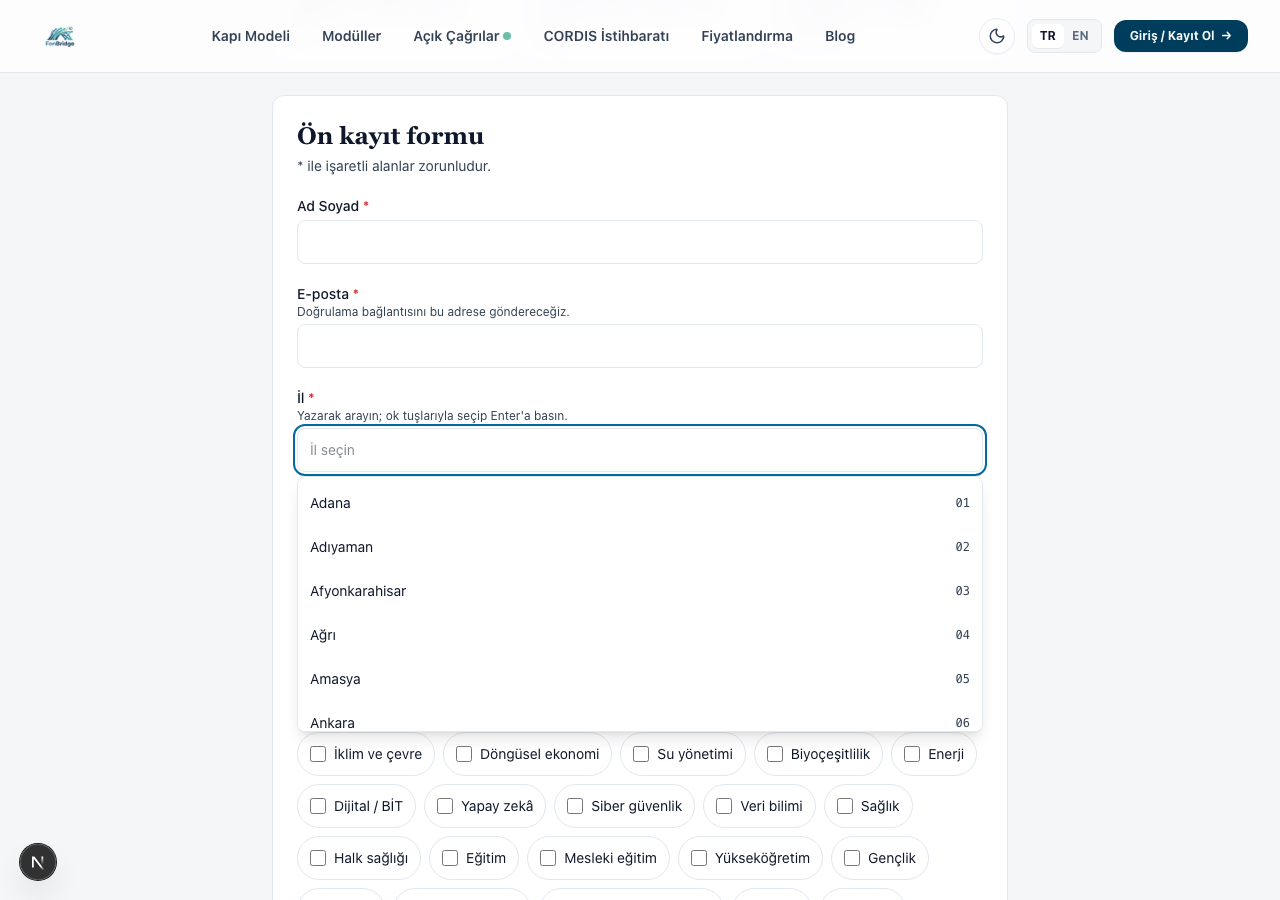 FonBridge
Kapı Modeli
Modüller
Açık Çağrılar
CORDIS İstihbaratı
Fiyatlandırma
Blog
TR
EN
Giriş / Kayıt Ol →
Ön kayıt formu
* ile işaretli alanlar zorunludur.
Ad Soyad *
E-posta *
Doğrulama bağlantısını bu adrese göndereceğiz.
İl *
Yazarak arayın; ok tuşlarıyla seçip Enter'a basın.
İl seçin
Adana 01
Adıyaman 02
Afyonkarahisar 03
Ağrı 04
Amasya 05
Ankara 06
İklim ve çevre
Döngüsel ekonomi
Su yönetimi
Biyoçeşitlilik
Enerji
Dijital / BİT
Yapay zekâ
Siber güvenlik
Veri bilimi
Sağlık
Halk sağlığı
Eğitim
Mesleki eğitim
Yükseköğretim
Gençlik
N